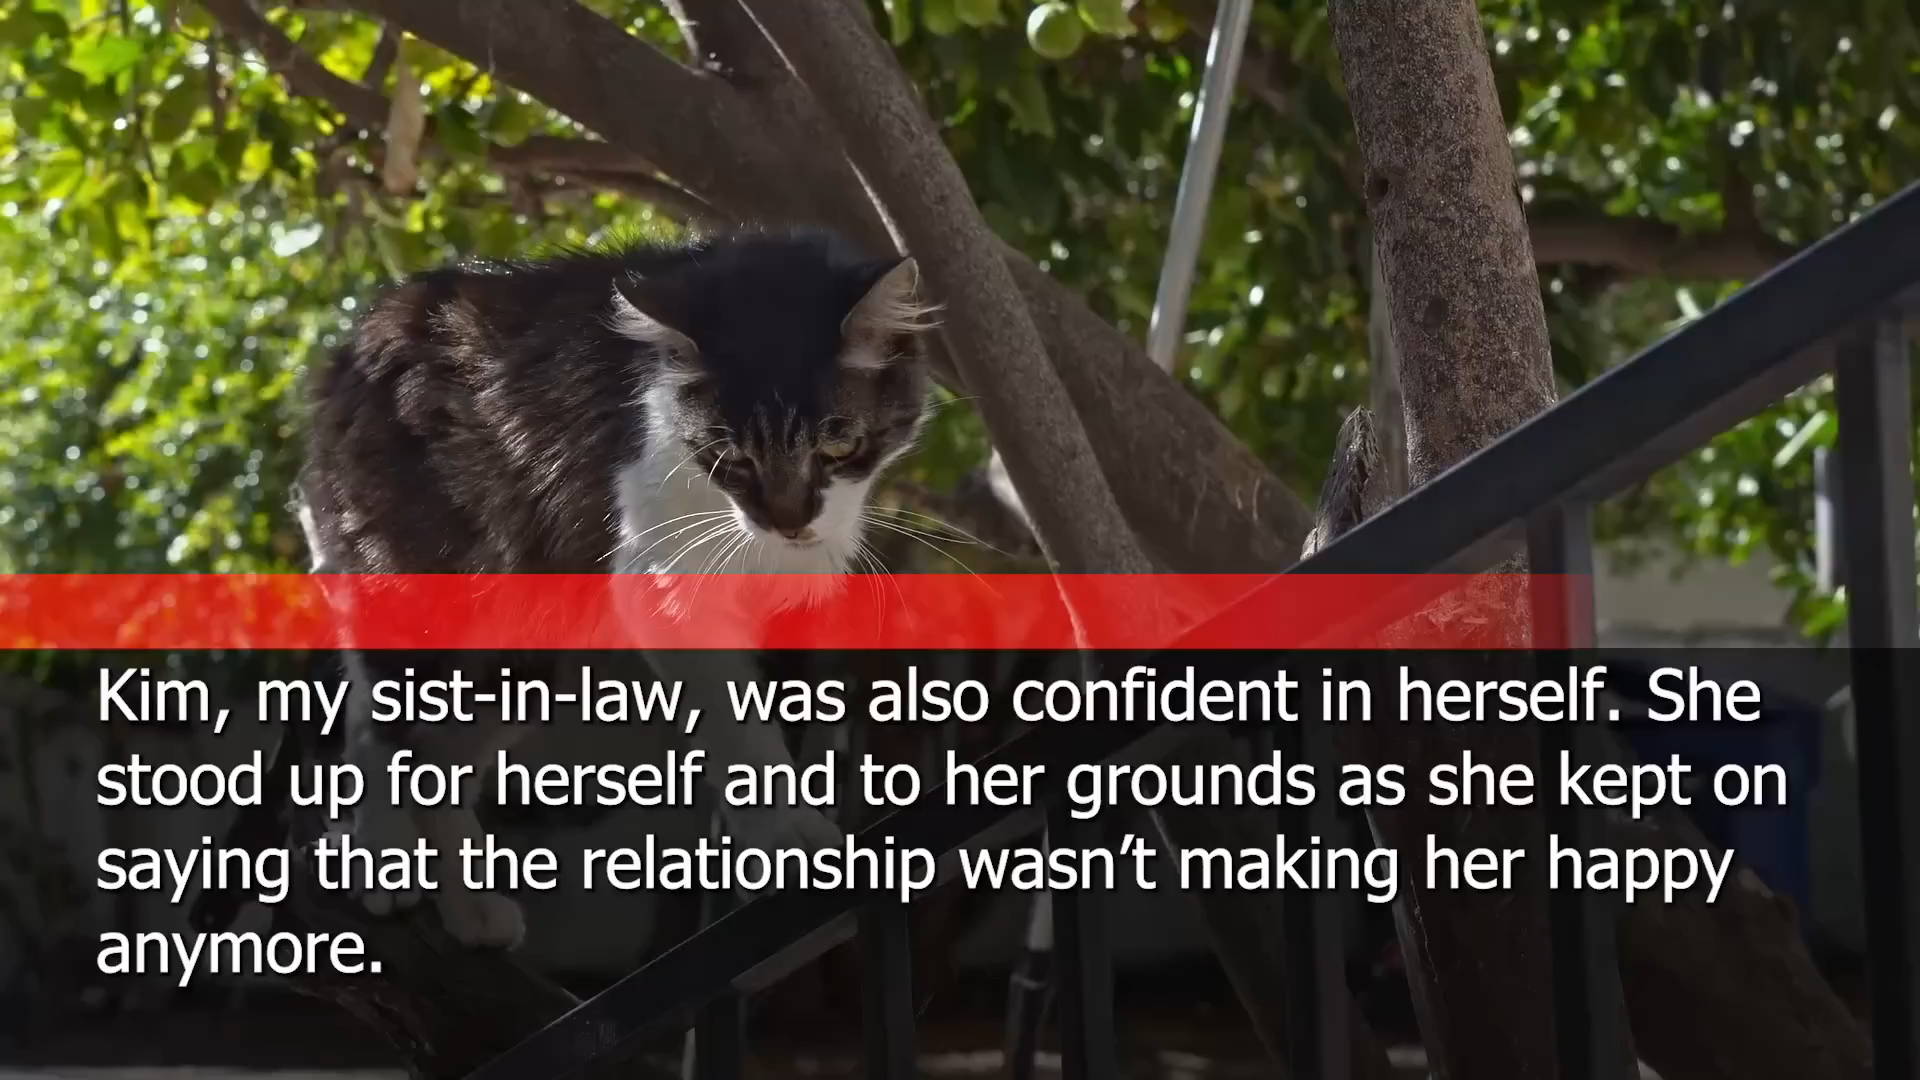 Kim, my sist-in-law, was also confident in herself. She
stood up for herself and to her grounds as she kept on
saying that the relationship wasn’t making her happy
anymore.